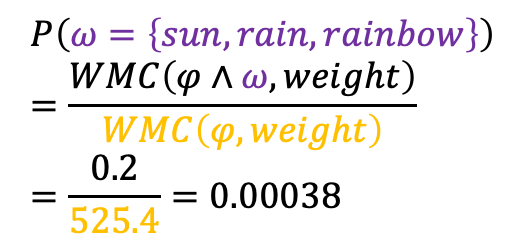 P(ω = {sun, rain, rainbow})
= WMC(φ ∧ ω, weight)
WMC(φ, weight)
= 0.2
525.4
= 0.00038